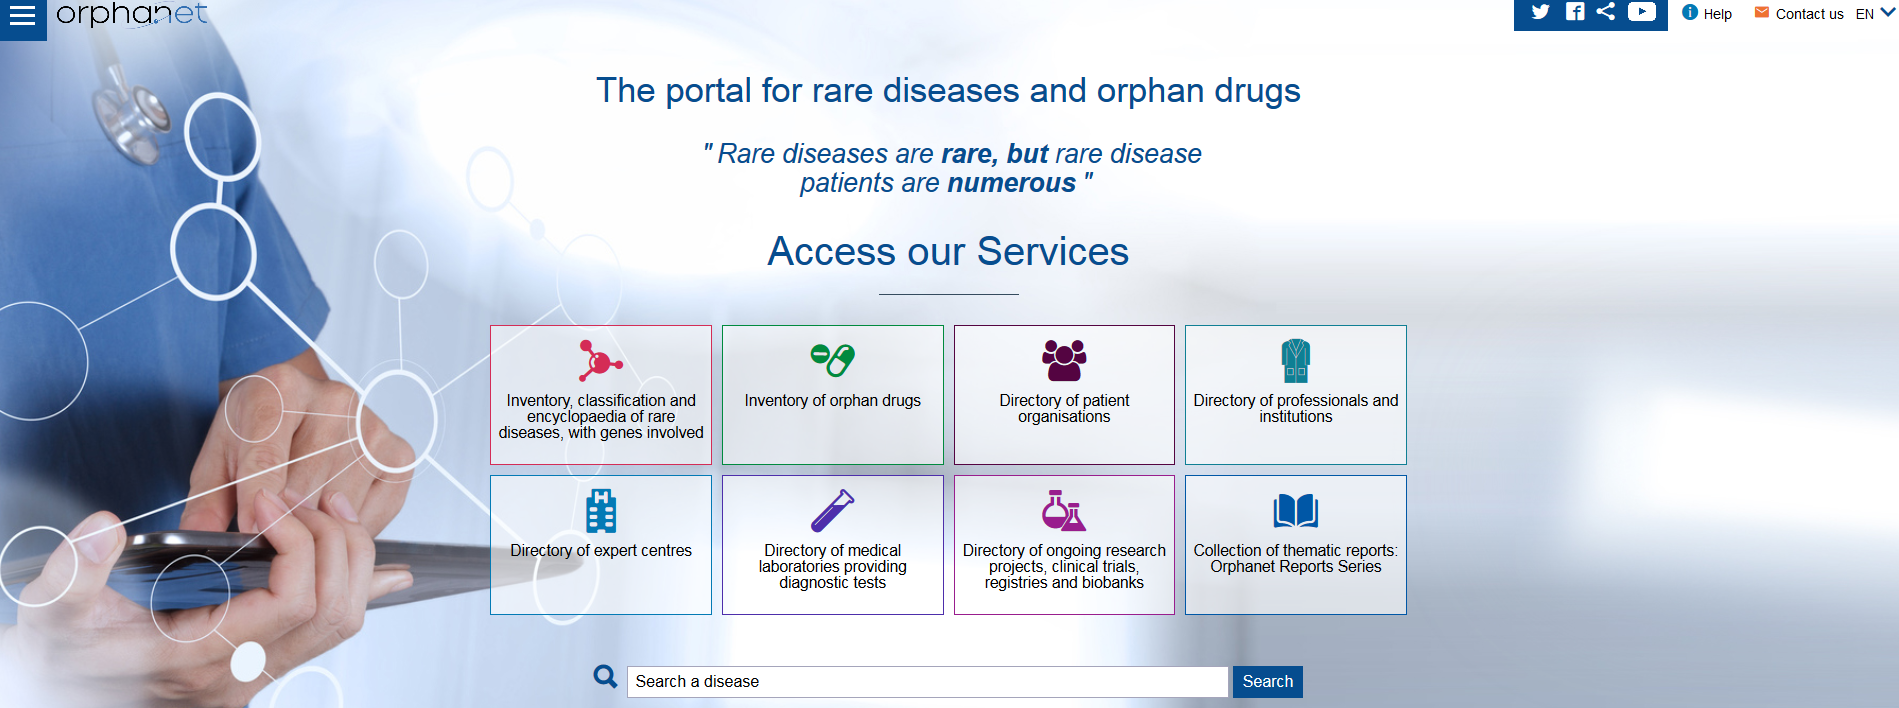 orphanet
Help
Contact us
EN
The portal for rare diseases and orphan drugs
" Rare diseases are rare, but rare disease
patients are numerous "
Access our Services
Inventory, classification and
encyclopaedia of rare
diseases, with genes involved
Inventory of orphan drugs
Directory of patient
organisations
Directory of professionals and
institutions
Directory of expert centres
Directory of medical
laboratories providing
diagnostic tests
Directory of ongoing research
projects, clinical trials,
registries and biobanks
Collection of thematic reports:
Orphanet Reports Series
Search a disease
Search